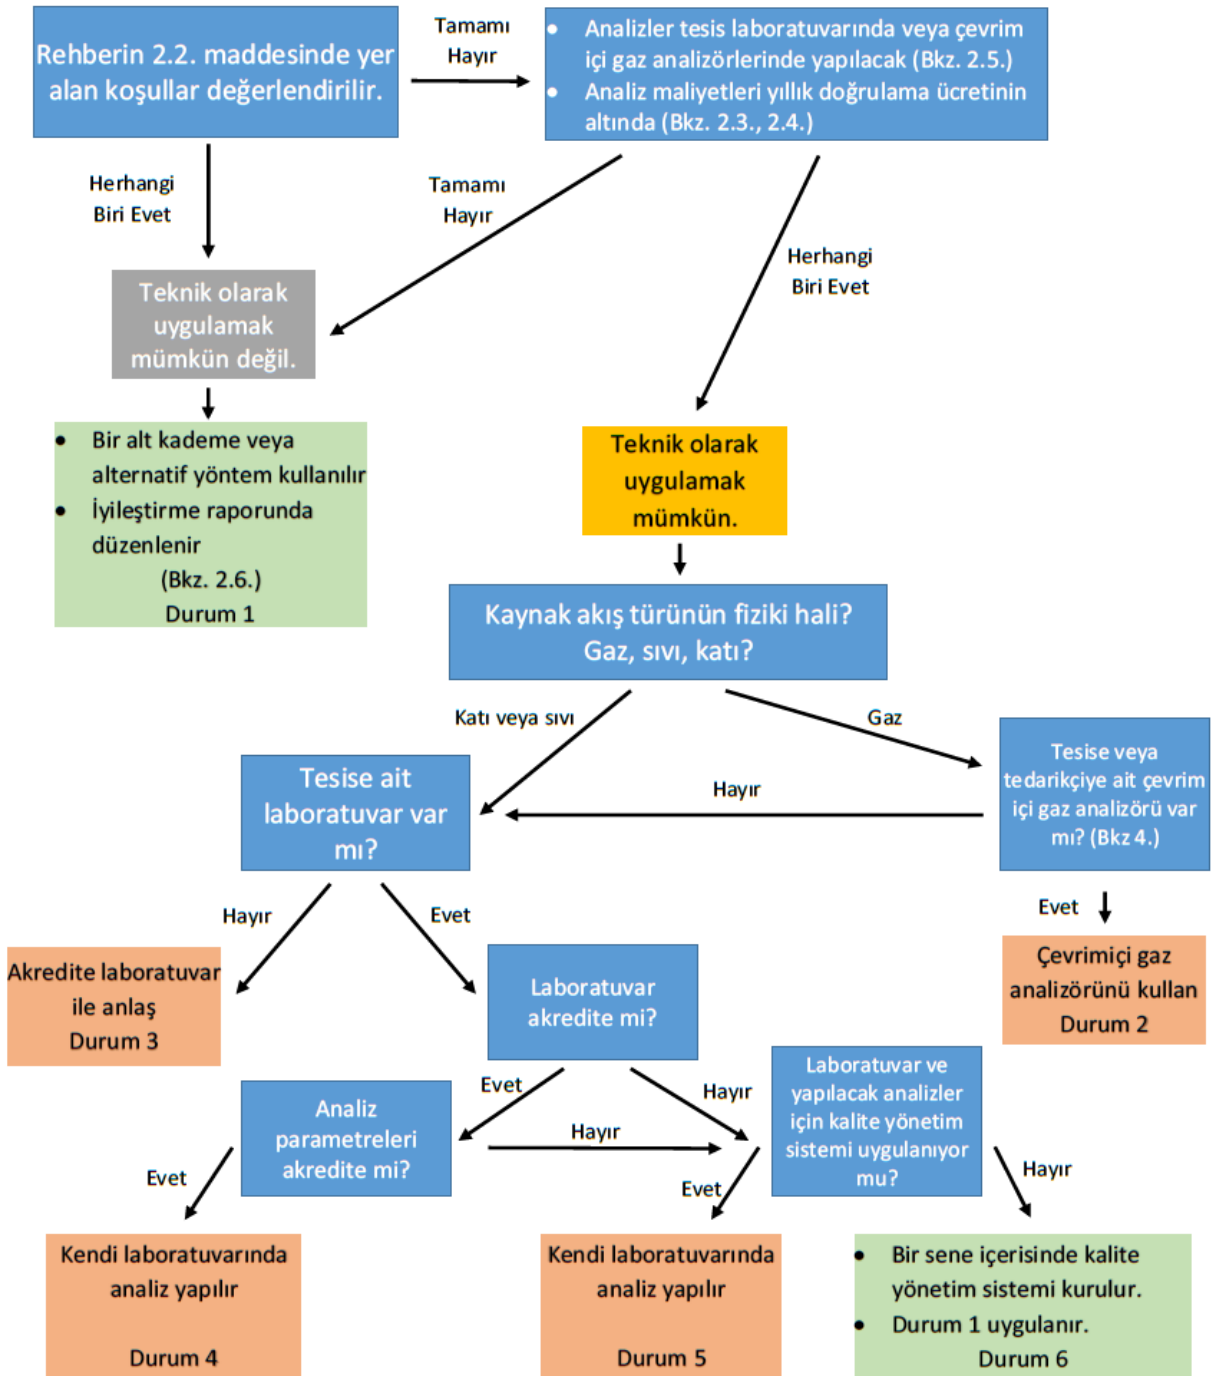 Rehberin 2.2. maddesinde yer
alan koşullar değerlendirilir.
Tamamı
Hayır
• Analizler tesis laboratuvarında veya çevrim
içi gaz analizörlerinde yapılacak (Bkz. 2.5.)
• Analiz maliyetleri yıllık doğrulama ücretinin
altında (Bkz. 2.3., 2.4.)
Herhangi
Biri Evet
Tamamı
Hayır
Herhangi
Biri Evet
Teknik olarak
uygulamak
mümkün değil.
• Bir alt kademe veya
alternatif yöntem kullanılır
• İyileştirme raporunda
düzenlenir
(Bkz. 2.6.)
Durum 1
Teknik olarak
uygulamak
mümkün.
Kaynak akış türünün fiziki hali?
Gaz, sıvı, katı?
Katı veya sıvı
Gaz
Tesise ait
laboratuvar var
mı?
Hayır
Tesise veya
tedarikçiye ait çevrim
içi gaz analizörü var
mı? (Bkz 4.)
Hayır
Evet
Evet
Akredite laboratuvar
ile anlaş
Durum 3
Laboratuvar
akredite mi?
Çevrimiçi gaz
analizörünü kullan
Durum 2
Evet
Hayır
Analiz
parametreleri
akredite mi?
Hayır
Laboratuvar ve
yapılacak analizler
için kalite yönetim
sistemi uygulanıyor
mu?
Evet
Evet
Hayır
Kendi laboratuvarında
analiz yapılır
Durum 4
Kendi laboratuvarında
analiz yapılır
Durum 5
• Bir sene içerisinde kalite
yönetim sistemi kurulur.
• Durum 1 uygulanır.
Durum 6